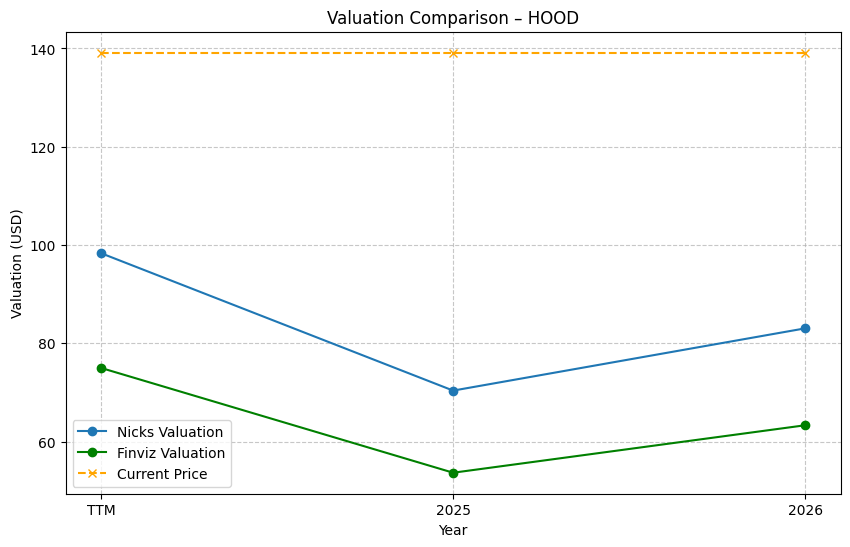 Valuation Comparison – HOOD
Valuation (USD)
140
120
100
80
60
Nicks Valuation
Finviz Valuation
Current Price
TTM
2025
2026
Year